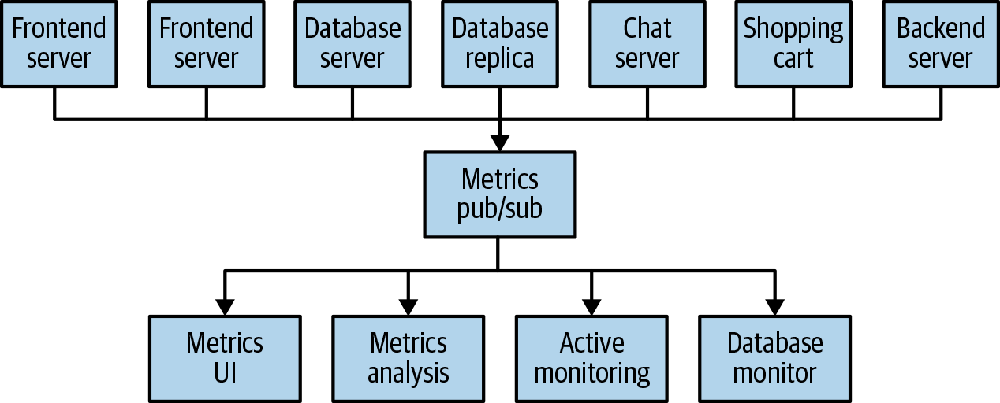 Frontend
server
Frontend
server
Database
server
Database
replica
Chat
server
Shopping
cart
Backend
server
Metrics
pub/sub
Metrics
UI
Metrics
analysis
Active
monitoring
Database
monitor